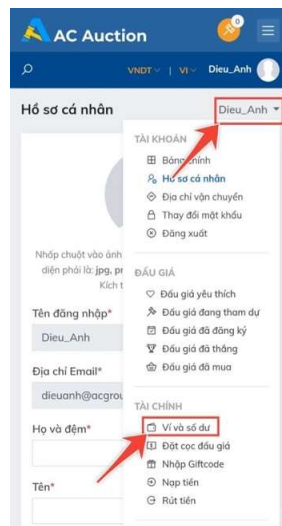 AC Auction
0
VNDT | VI Dieu_Anh
Hồ sơ cá nhân
Dieu_Anh
TÀI KHOẢN
Bảng chính
Hồ sơ cá nhân
Địa chỉ vận chuyển
Thay đổi mật khẩu
Đăng xuất
Nhấp chuột vào ảnh
diện phải là: jpg, pr
Kích t
ĐẤU GIÁ
Đấu giá yêu thích
Đấu giá đang tham dự
Đấu giá đã đăng ký
Đấu giá đã thắng
Đấu giá đã mua
Tên đăng nhập*
Dieu_Anh
Địa chỉ Email*
dieuanh@acgrou
Họ và đệm*
Tên*
TÀI CHÍNH
Ví và số dư
Đặt cọc đấu giá
Nhập Giftcode
Nạp tiền
Rút tiền